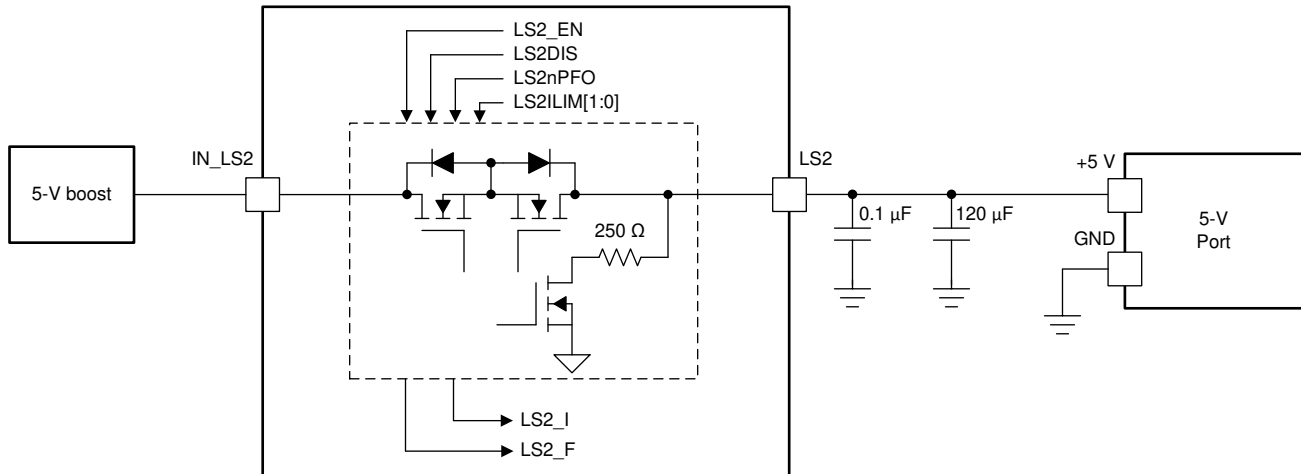 LS2_EN
LS2DIS
LS2nPFO
LS2ILIM[1:0]
IN_LS2
LS2
+5 V
5-V boost
0.1 µF
120 µF
5-V
Port
250 Ω
GND
LS2_I
LS2_F